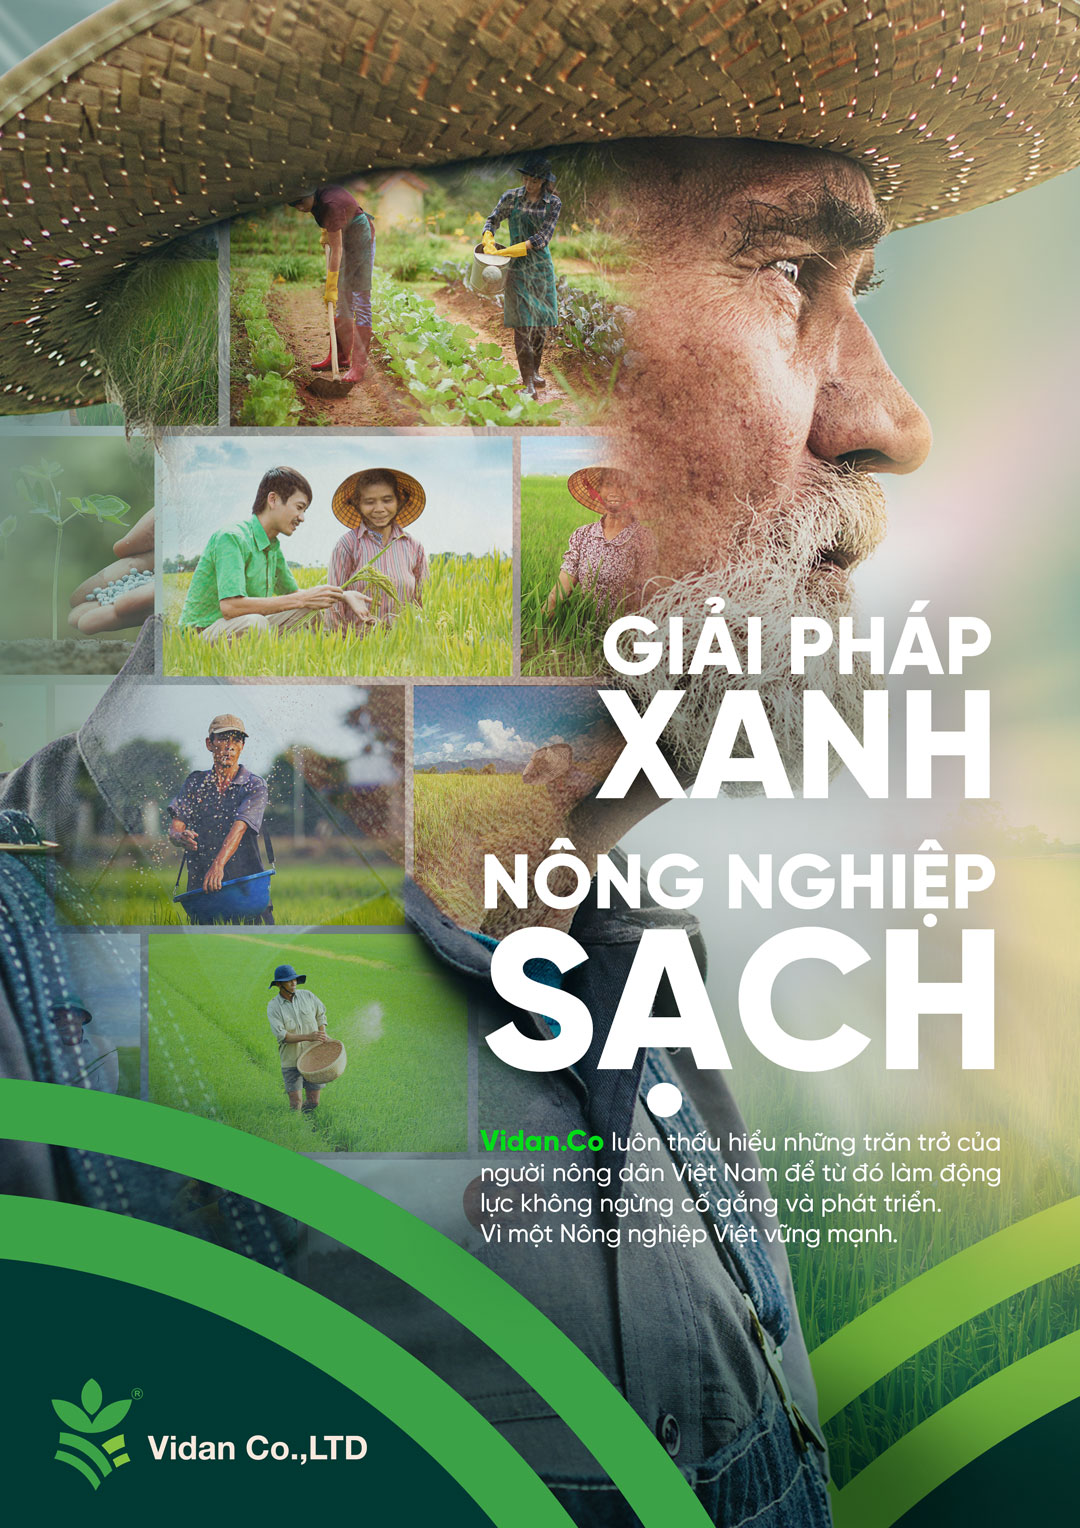 GIẢI PHÁP
XANH
NÔNG NGHIỆP
SẠCH
Vidan.Co luôn thấu hiểu những trăn trở của
người nông dân Việt Nam để từ đó làm động
lực không ngừng cố gắng và phát triển.
Vì một Nông nghiệp Việt vững mạnh.
®
Vidan Co.,LTD